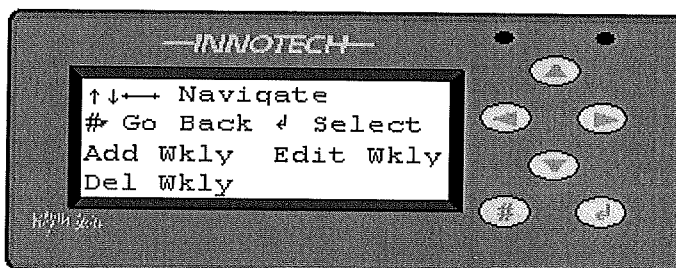 INNOTECH
↑↓←→ Navigate
# Go Back ↲ Select
Add Wkly Edit Wkly
Del Wkly
#
↲